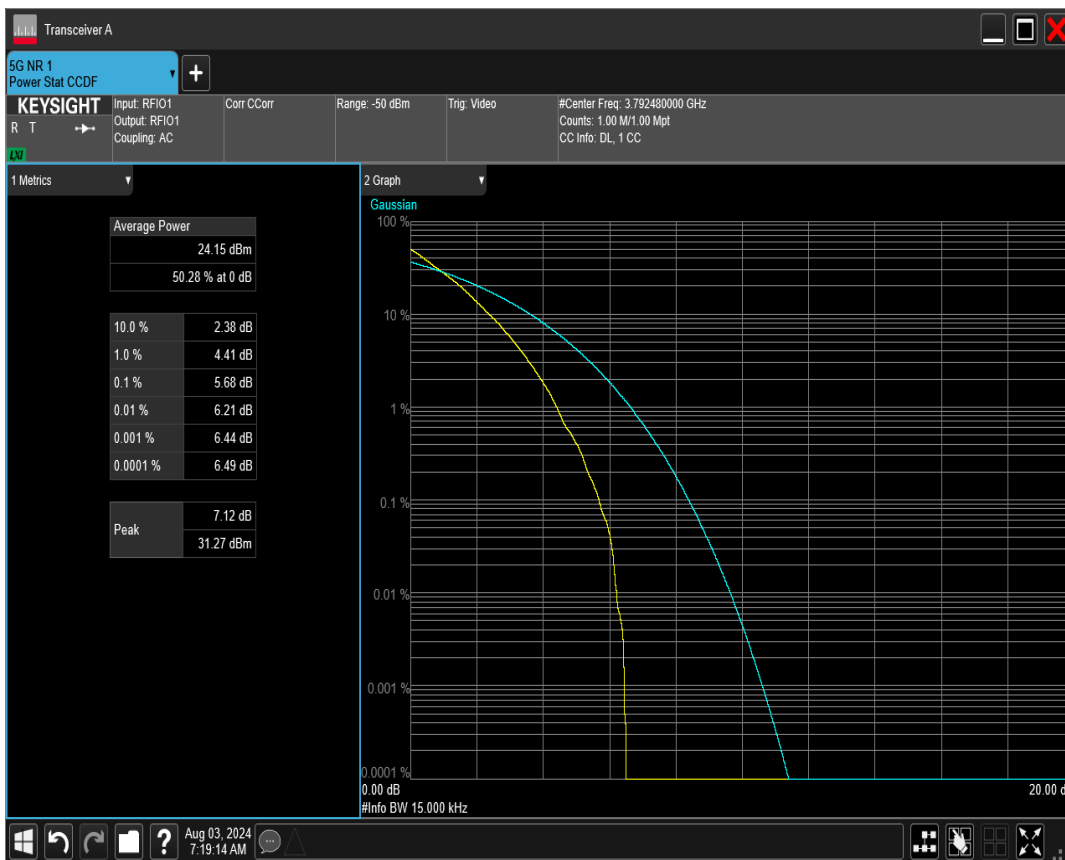 Transceiver A
5G NR 1
Power Stat CCDF
+
KEYSIGHT
R T
LXI
Input: RFIO1
Output: RFIO1
Coupling: AC
Corr CCorr
Range: -50 dBm
Trig: Video
#Center Freq: 3.792480000 GHz
Counts: 1.00 M/1.00 Mpt
CC Info: DL, 1 CC
1 Metrics
Average Power
24.15 dBm
50.28 % at 0 dB
10.0 % 2.38 dB
1.0 % 4.41 dB
0.1 % 5.68 dB
0.01 % 6.21 dB
0.001 % 6.44 dB
0.0001 % 6.49 dB
Peak
7.12 dB
31.27 dBm
2 Graph
Gaussian
100 %
10 %
1 %
0.1 %
0.01 %
0.001 %
0.0001 %
0.00 dB 20.00 d
#Info BW 15.000 kHz
?
Aug 03, 2024
7:19:14 AM